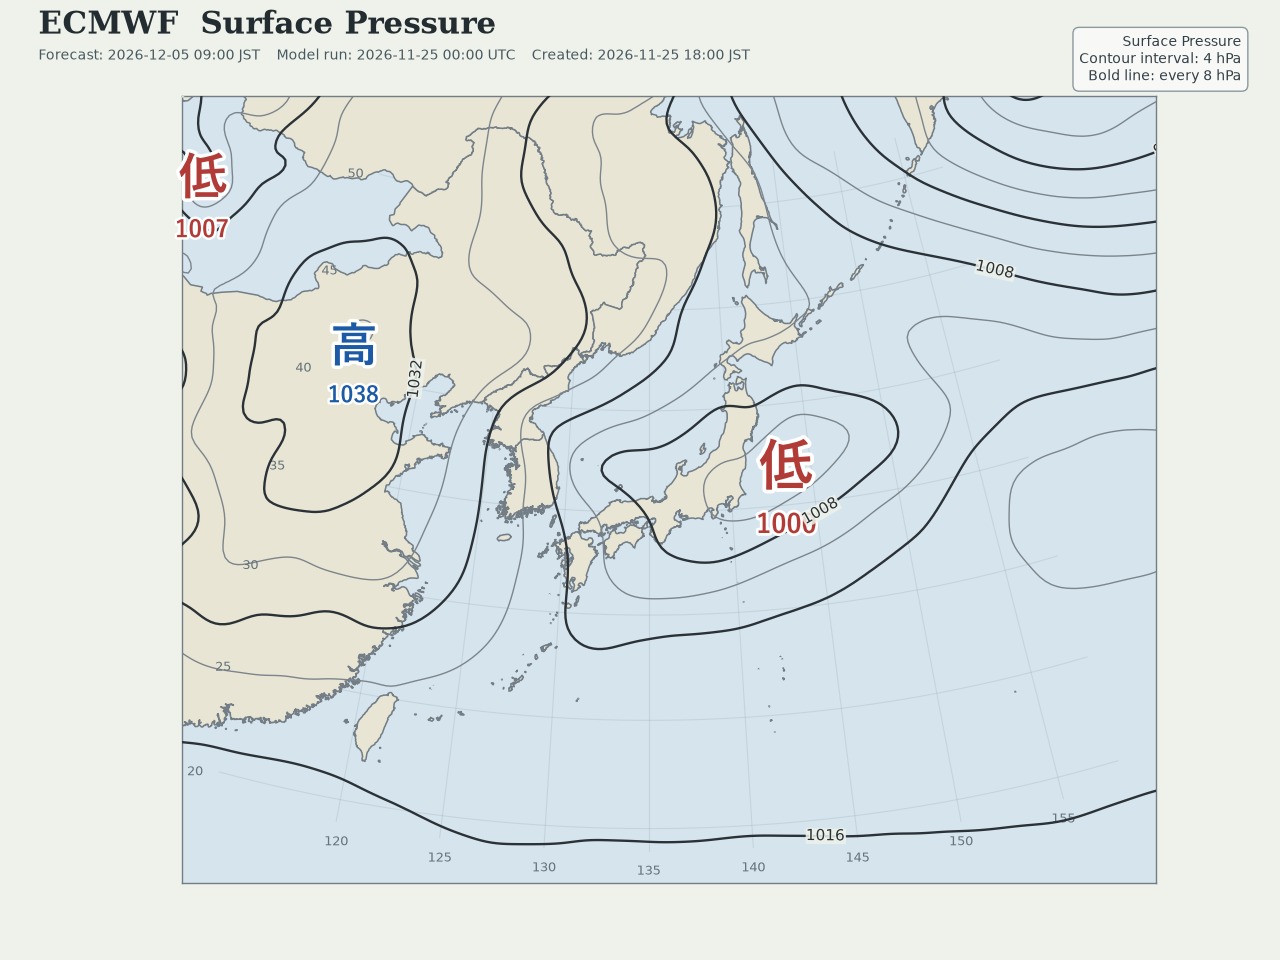 ECMWF  Surface Pressure
Forecast: 2026-12-05 09:00 JST    Model run: 2026-11-25 00:00 UTC    Created: 2026-11-25 18:00 JST
Surface Pressure
Contour interval: 4 hPa
Bold line: every 8 hPa
低
1007
50
45
1008
高
40
1032
1038
35
低
1008
30
25
20
1016
155
120
125
130
135
140
145
150